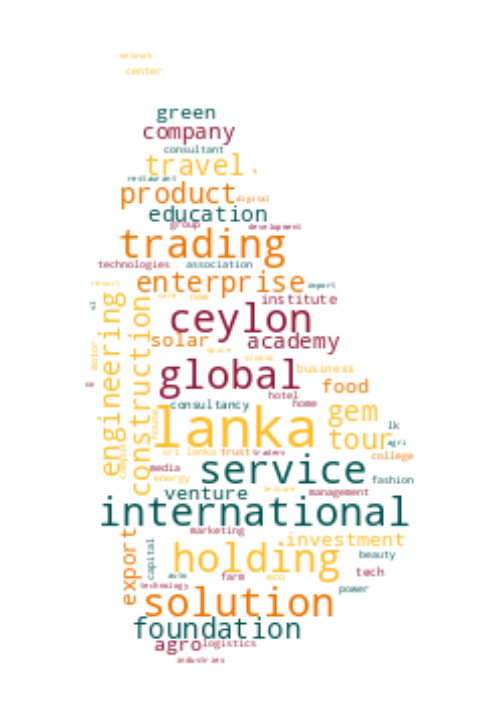 network
center
green
company
consultant
travel
restaurant
product
digital
education
group
development
trading
technologies
association
enterprise
resort
import
care
new
institute
sl
engineering
construction
ceylon
solar
academy
space
studio
motor
global
business
food
hotel
home
consultancy
gem
lanka
tour
lk
agri
sri lanka
trust
traders
college
media
service
energy
fashion
venture
leisure
management
international
marketing
investment
export
capital
holding
beauty
auto
farm
eco
tech
technology
power
solution
foundation
agro
logistics
industries